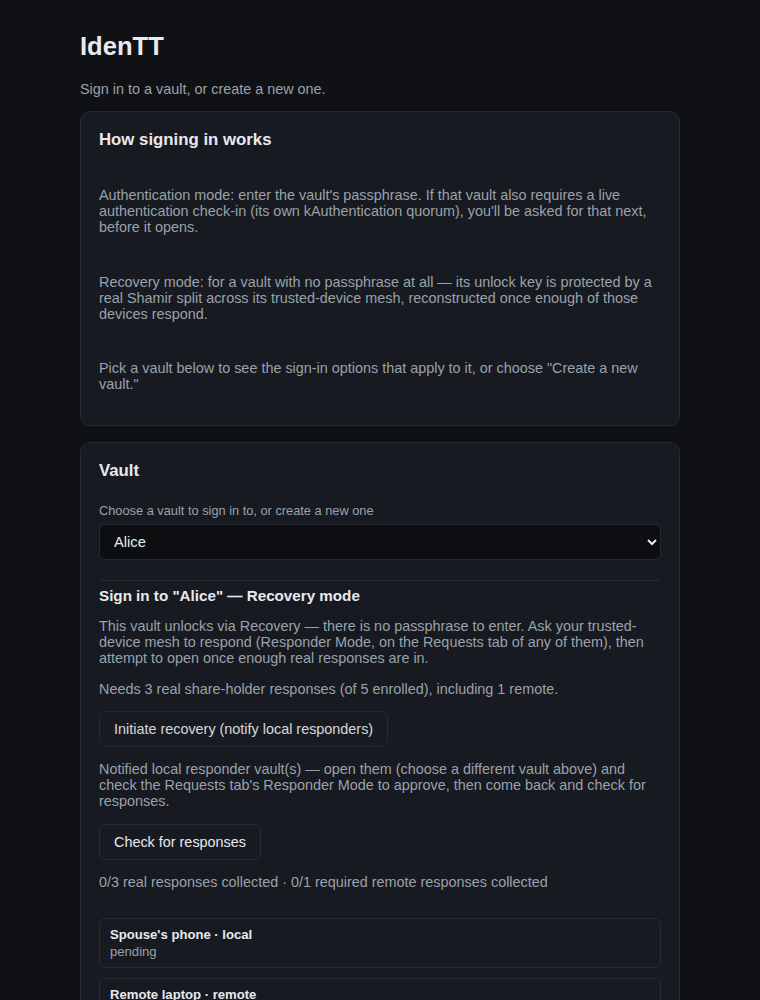 IdenTT
Sign in to a vault, or create a new one.
How signing in works
Authentication mode: enter the vault's passphrase. If that vault also requires a live
authentication check-in (its own kAuthentication quorum), you'll be asked for that next,
before it opens.
Recovery mode: for a vault with no passphrase at all — its unlock key is protected by a
real Shamir split across its trusted-device mesh, reconstructed once enough of those
devices respond.
Pick a vault below to see the sign-in options that apply to it, or choose "Create a new
vault."
Vault
Choose a vault to sign in to, or create a new one
Alice
Sign in to "Alice" — Recovery mode
This vault unlocks via Recovery — there is no passphrase to enter. Ask your trusted-
device mesh to respond (Responder Mode, on the Requests tab of any of them), then
attempt to open once enough real responses are in.
Needs 3 real share-holder responses (of 5 enrolled), including 1 remote.
Initiate recovery (notify local responders)
Notified local responder vault(s) — open them (choose a different vault above) and
check the Requests tab's Responder Mode to approve, then come back and check for
responses.
Check for responses
0/3 real responses collected · 0/1 required remote responses collected
Spouse's phone · local
pending
Remote laptop · remote